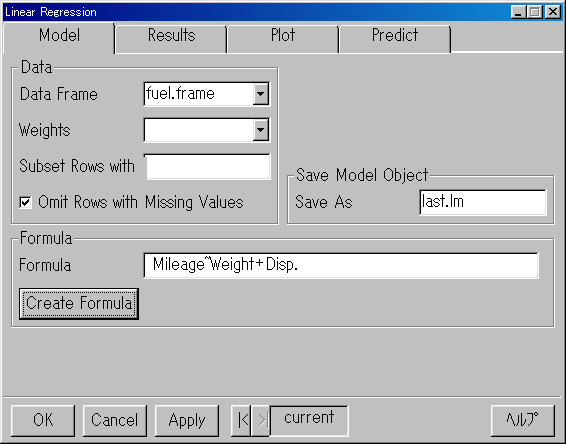 Linear Regression
Model Results Plot Predict
Data
Data Frame fuel.frame
Weights
Subset Rows with
Omit Rows with Missing Values
Save Model Object
Save As last.lm
Formula
Formula Mileage~Weight+Disp.
Create Formula
OK Cancel Apply |< >| current ヘルプ